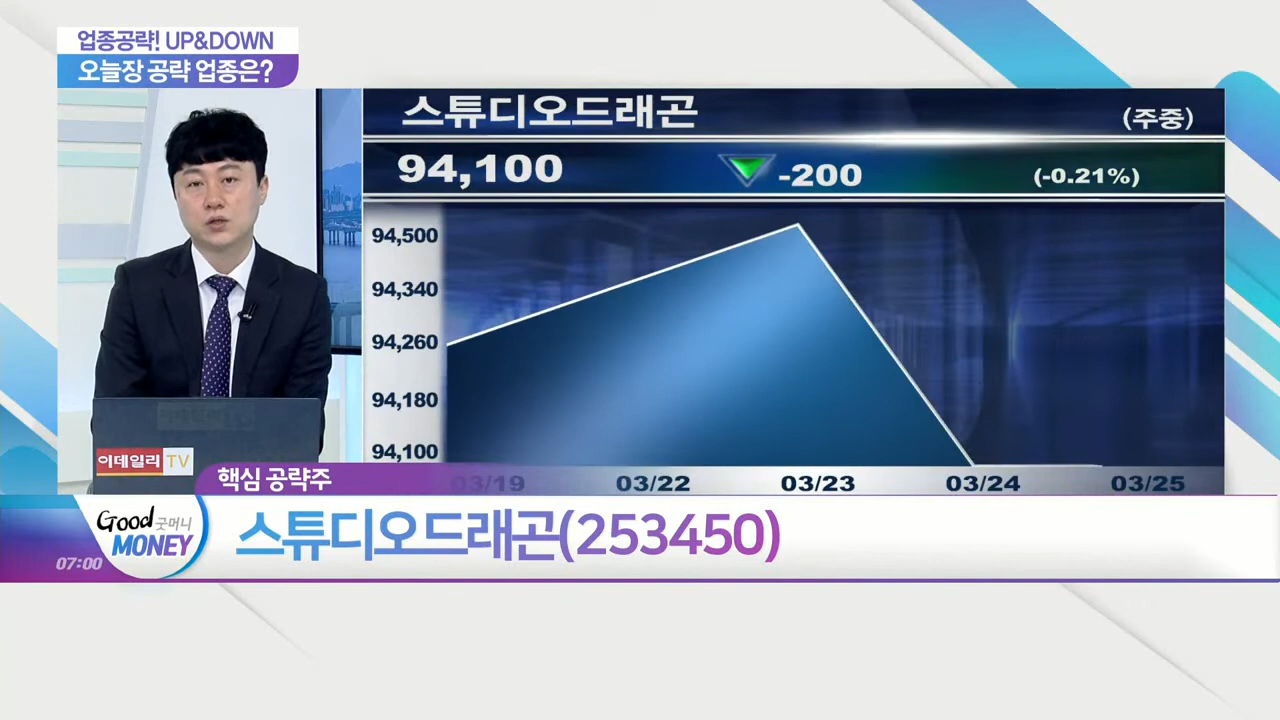 업종공략! UP&DOWN
오늘장 공략 업종은?
스튜디오드래곤
(주중)
94,100
-200
(-0.21%)
94,500
94,340
94,260
94,180
94,100
03/19
03/22
03/23
03/24
03/25
이데일리 TV
핵심 공략주
Good 굿머니
MONEY
스튜디오드래곤(253450)
07:00